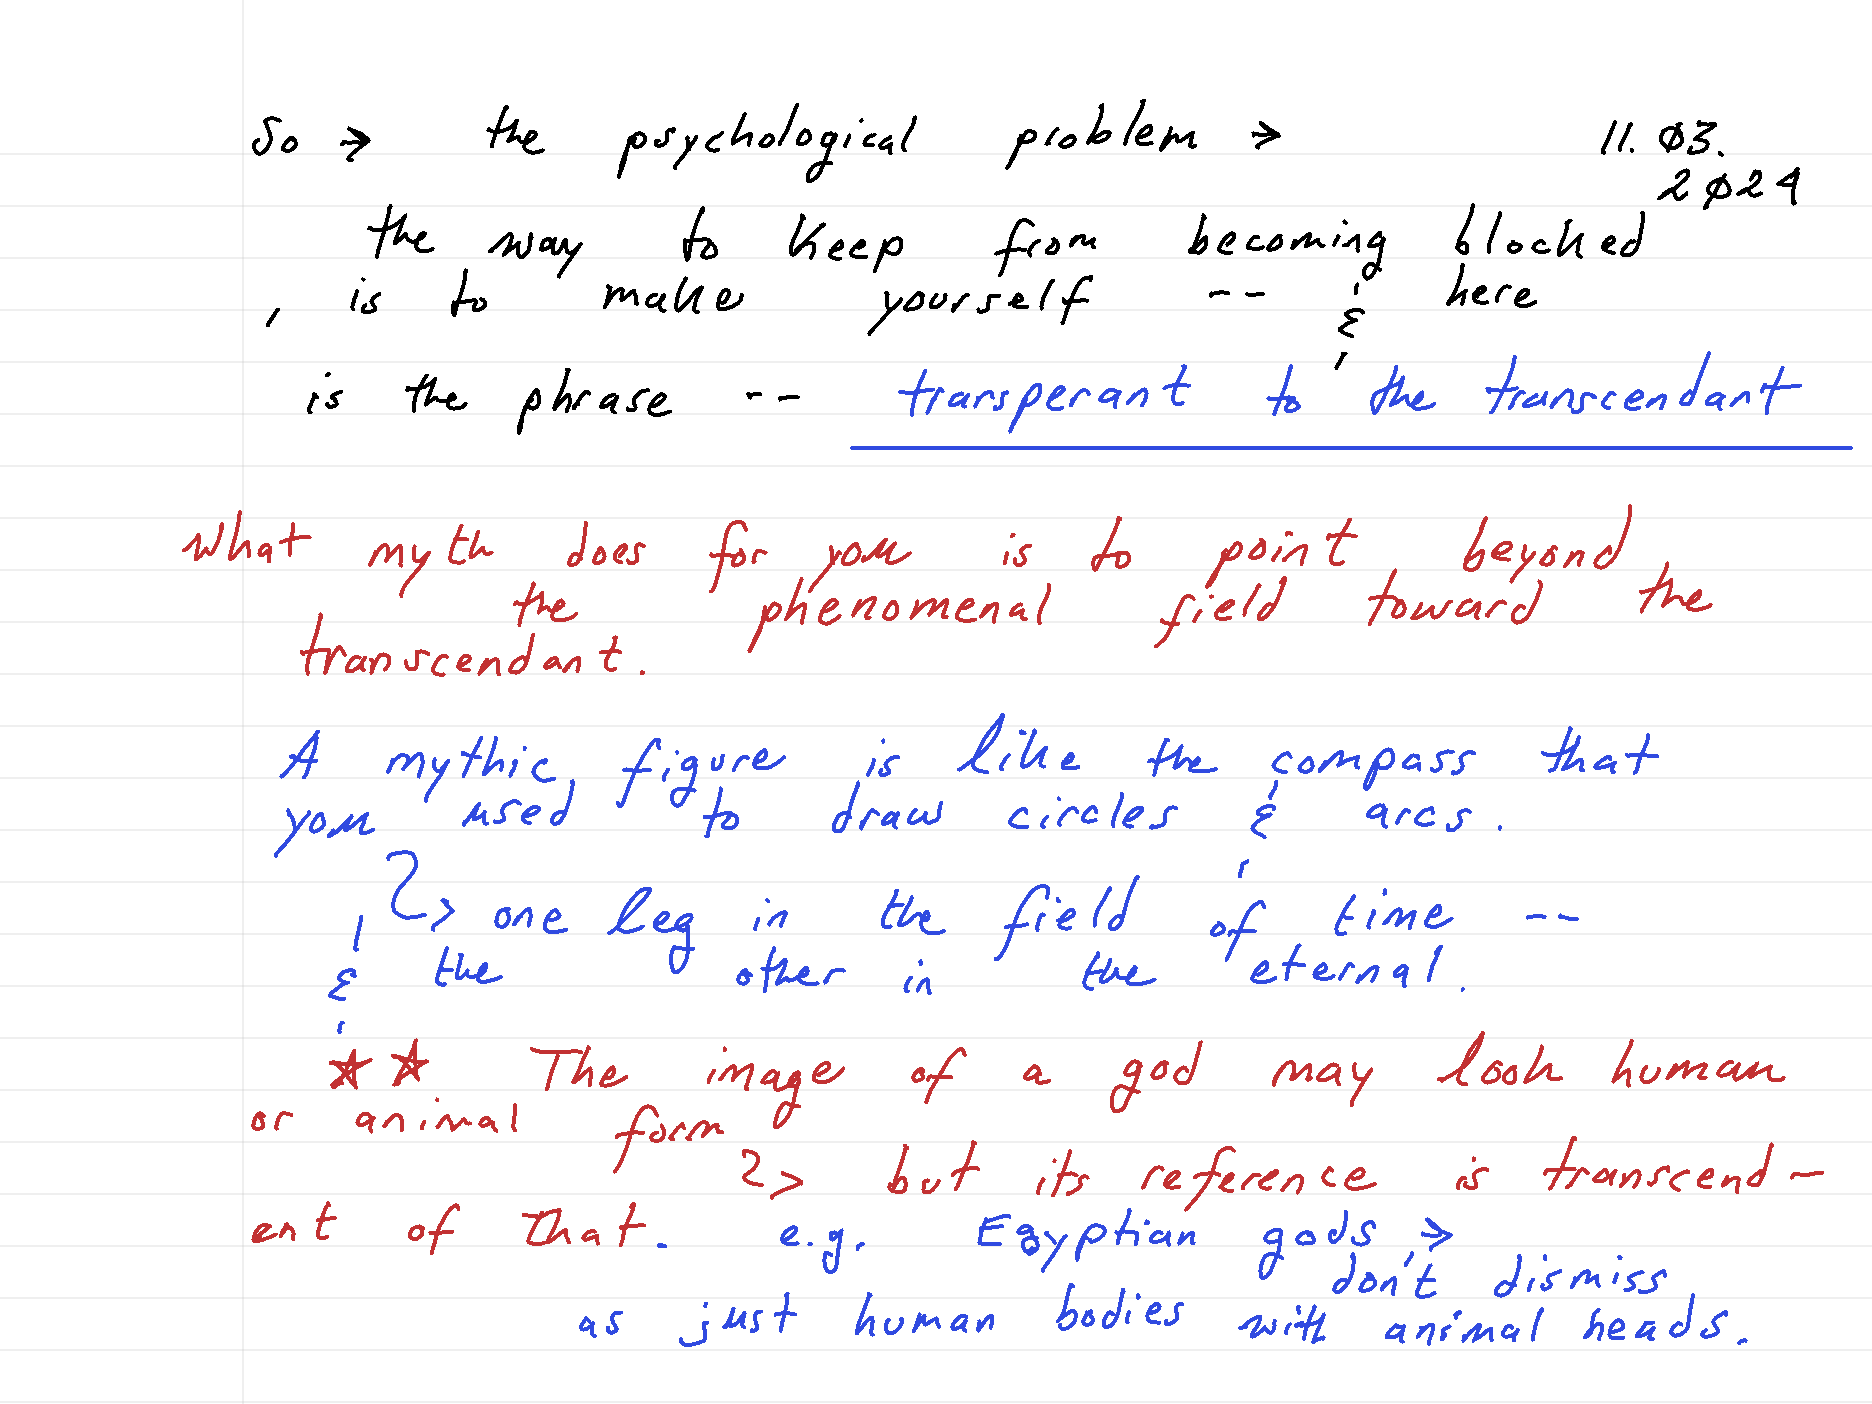 So → the psychological problem → 11. Ø3.
2Ø24
the way to keep from becoming blocked
, is to make yourself -- & here
is the phrase -- transperant to the transcendant
What myth does for you is to point beyond
the phenomenal field toward the
transcendant.
A mythic figure is like the compass that
you used to draw circles & arcs.
→ one leg in the field of time --
& the other in the eternal.
☆☆ The image of a god may look human
or animal form
→ but its reference is transcend-
ent of that. e.g. Egyptian gods →
don't dismiss
as just human bodies with animal heads.